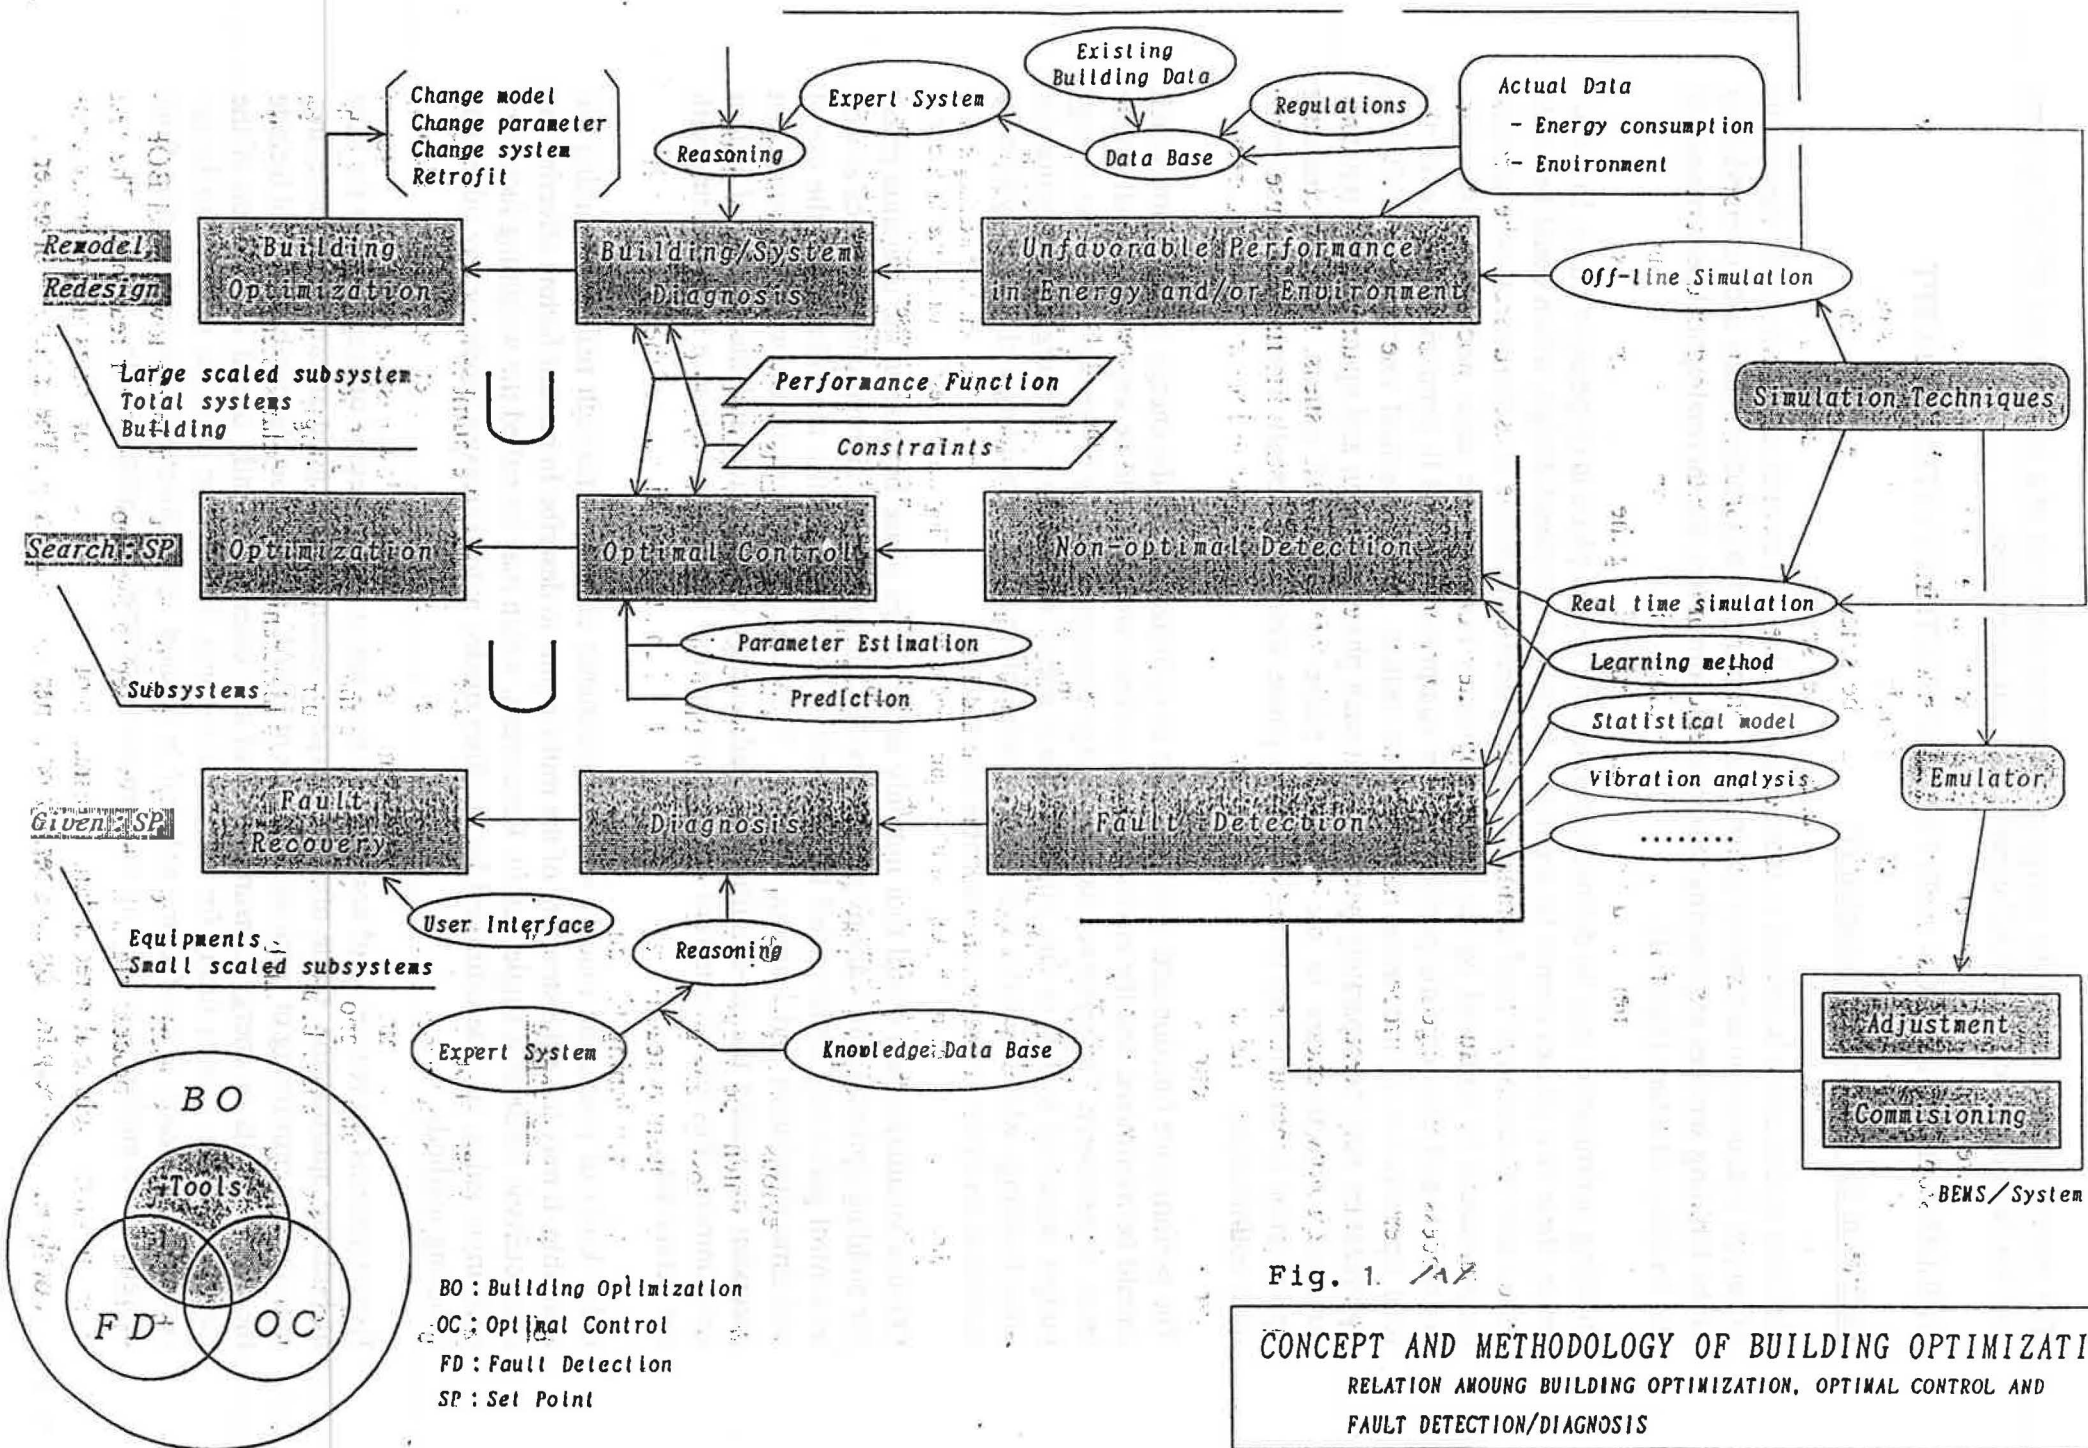 Change model
Change parameter
Change system
Retrofit
Reasoning
Expert System
Existing
Building Data
Data Base
Regulations
Actual Data
- Energy consumption
- Environment
Remodel,
Redesign
Building
Optimization
Building/System
Diagnosis
Unfavorable Performance
in Energy and/or Environment
Off-line Simulation
Large scaled subsystem
Total systems
Building
Performance Function
Constraints
Simulation Techniques
Search : SP
Optimization
Optimal Control
Non-optimal Detection
Real time simulation
Learning method
Statistical model
Vibration analysis
........
Subsystems
Parameter Estimation
Prediction
Emulator
Given : SP
Fault
Recovery
Diagnosis
Fault Detection
User Interface
Reasoning
Equipments
Small scaled subsystems
Expert System
Knowledge Data Base
Adjustment
Commisioning
BEMS/System
BO
Tools
FD
OC
BO : Building Optimization
OC : Optimal Control
FD : Fault Detection
SP : Set Point
Fig. 1.
CONCEPT AND METHODOLOGY OF BUILDING OPTIMIZATI
RELATION AMOUNG BUILDING OPTIMIZATION, OPTIMAL CONTROL AND
FAULT DETECTION/DIAGNOSIS